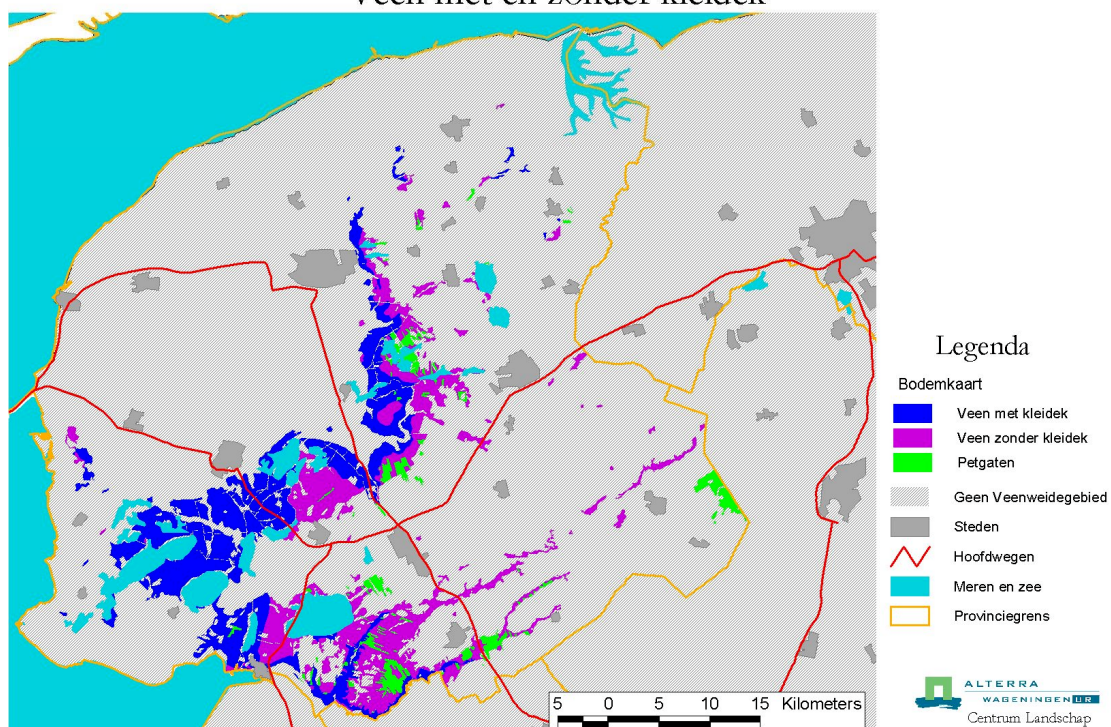 Veen met en zonder kleidek
Legenda
Bodemkaart
Veen met kleidek
Veen zonder kleidek
Petgaten
Geen Veenweidegebied
Steden
Hoofdwegen
Meren en zee
Provinciegrens
5 0 5 10 15 Kilometers
ALTERRA
WAGENINGEN UR
Centrum Landschap